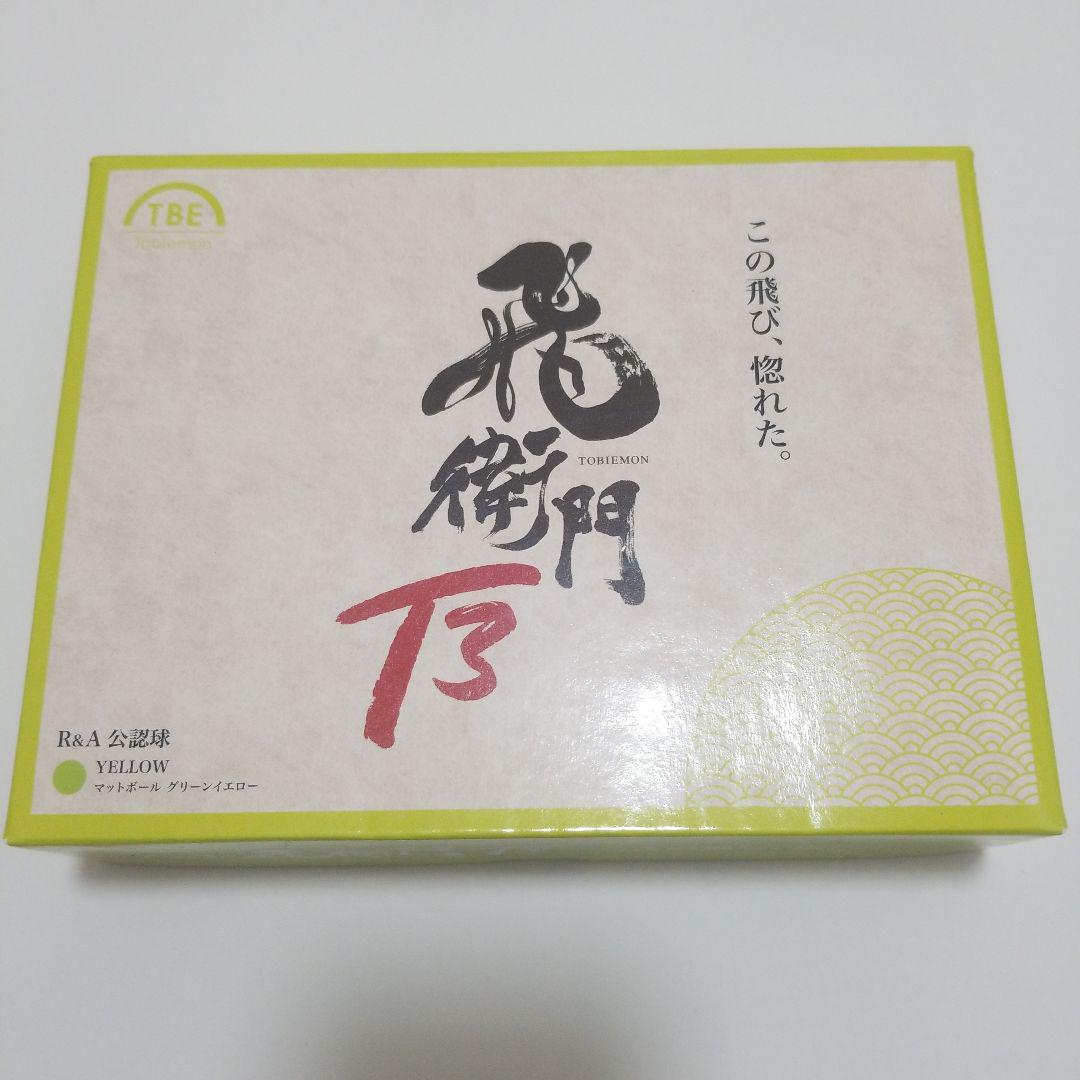 TBE
Tobiemon
この飛び、惚れた。
飛衛門
TOBIEMON
T3
R&A 公認球
YELLOW
マットボール グリーンイエロー